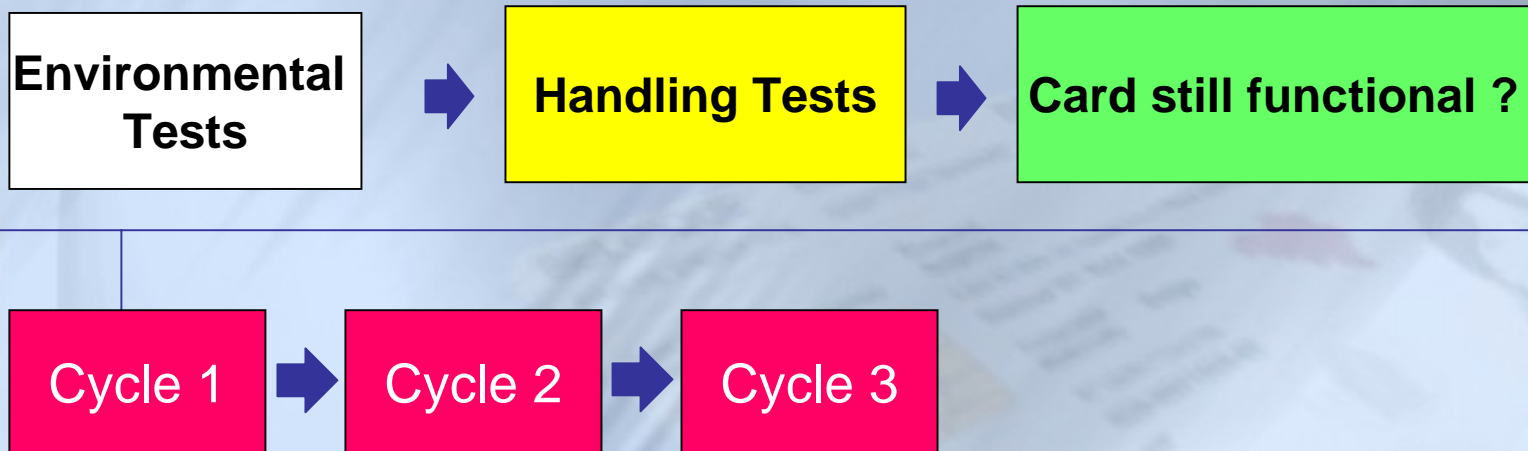 Environmental
Tests
Handling Tests
Card still functional ?
Cycle 1
Cycle 2
Cycle 3